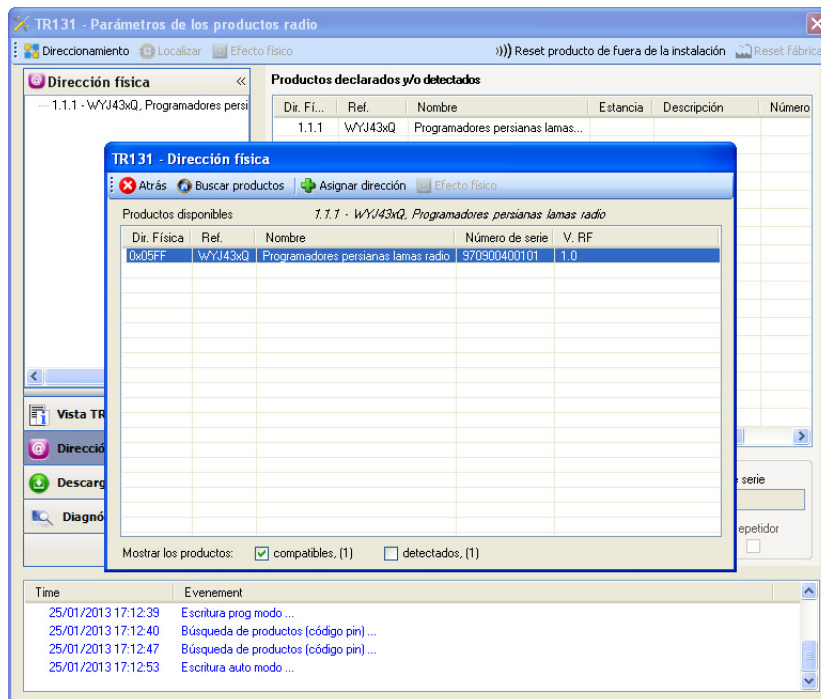 TR131 - Parámetros de los productos radio
Direccionamiento Localizar Efecto físico Reset producto de fuera de la instalación Reset fábrica
Dirección física «
Productos declarados y/o detectados
1.1.1 - WYJ43xQ, Programadores persi
Dir. Fí... Ref. Nombre Estancia Descripción Número
1.1.1 WYJ43xQ Programadores persianas lamas...
TR131 - Dirección física
Atrás Buscar productos Asignar dirección Efecto físico
Productos disponibles 1.1.1 - WYJ43xQ, Programadores persianas lamas radio
Dir. Física Ref. Nombre Número de serie V. RF
0x05FF WYJ43xQ Programadores persianas lamas radio 970900400101 1.0
Vista TR
Direcció
Descarg
Diagnó
serie
epetidor
Mostrar los productos: compatibles, (1) detectados, (1)
Time Evenement
25/01/2013 17:12:39 Escritura prog modo ...
25/01/2013 17:12:40 Búsqueda de productos (código pin) ...
25/01/2013 17:12:47 Búsqueda de productos (código pin) ...
25/01/2013 17:12:53 Escritura auto modo ...